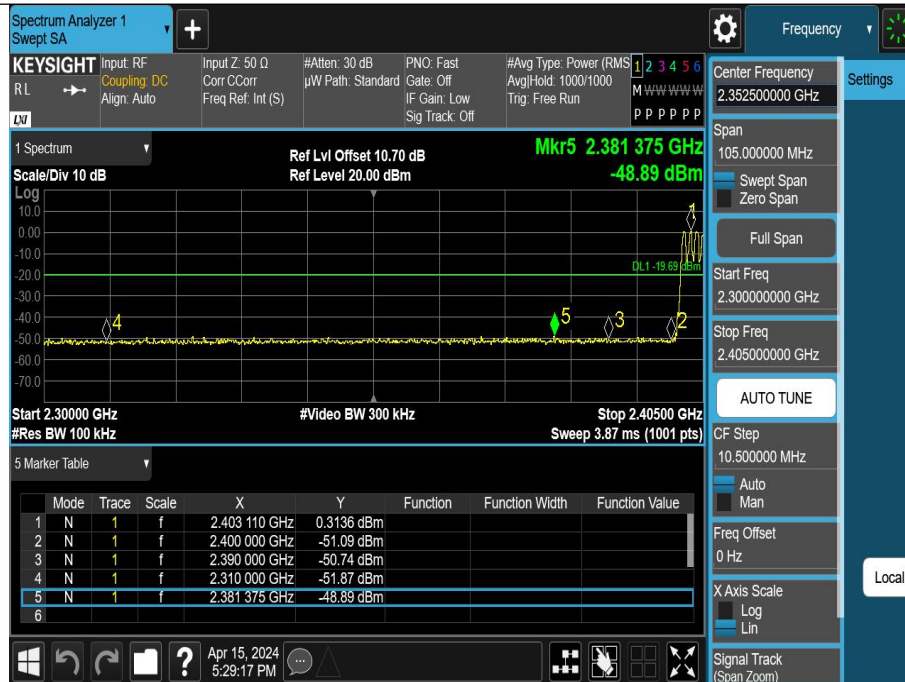 Spectrum Analyzer 1
Swept SA
+
Frequency
KEYSIGHT
RL
LXI
Input: RF
Coupling: DC
Align: Auto
Input Z: 50 Ω
Corr CCorr
Freq Ref: Int (S)
#Atten: 30 dB
µW Path: Standard
PNO: Fast
Gate: Off
IF Gain: Low
Sig Track: Off
#Avg Type: Power (RMS
Avg|Hold: 1000/1000
Trig: Free Run
1 2 3 4 5 6
M W W W W W
P P P P P P
1 Spectrum
Scale/Div 10 dB
Ref Lvl Offset 10.70 dB
Ref Level 20.00 dBm
Mkr5 2.381 375 GHz
-48.89 dBm
Log
10.0
0.00
-10.0
-20.0
-30.0
-40.0
-50.0
-60.0
-70.0
1
DL1 -19.69 dBm
4
5
3
2
Start 2.30000 GHz
#Video BW 300 kHz
Stop 2.40500 GHz
#Res BW 100 kHz
Sweep 3.87 ms (1001 pts)
5 Marker Table
Mode Trace Scale X Y Function Function Width Function Value
1 N 1 f 2.403 110 GHz 0.3136 dBm
2 N 1 f 2.400 000 GHz -51.09 dBm
3 N 1 f 2.390 000 GHz -50.74 dBm
4 N 1 f 2.310 000 GHz -51.87 dBm
5 N 1 f 2.381 375 GHz -48.89 dBm
6
?
Apr 15, 2024
5:29:17 PM
Center Frequency
2.352500000 GHz
Span
105.000000 MHz
Swept Span
Zero Span
Full Span
Start Freq
2.300000000 GHz
Stop Freq
2.405000000 GHz
AUTO TUNE
CF Step
10.500000 MHz
Auto
Man
Freq Offset
0 Hz
X Axis Scale
Log
Lin
Signal Track
(Span Zoom)
Settings
Local